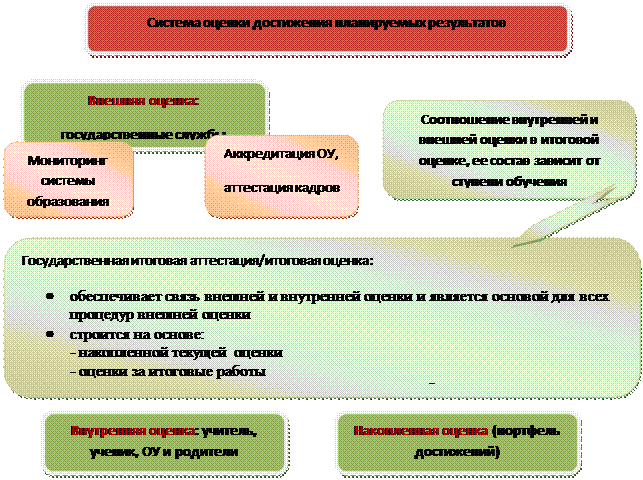 Система оценки достижения планируемых результатов
Внешняя оценка:
государственные службы
Мониторинг
системы
образования
Аккредитация ОУ,
аттестация кадров
Соотношение внутренней и
внешней оценки в итоговой
оценке, ее состав зависит от
ступени обучения
Государственная итоговая аттестация/итоговая оценка:
• обеспечивает связь внешней и внутренней оценки и является основой для всех
процедур внешней оценки
• строится на основе:
- накопленной текущей оценки
- оценки за итоговые работы
Внутренняя оценка: учитель,
ученик, ОУ и родители
Накопленная оценка (портфель
достижений)